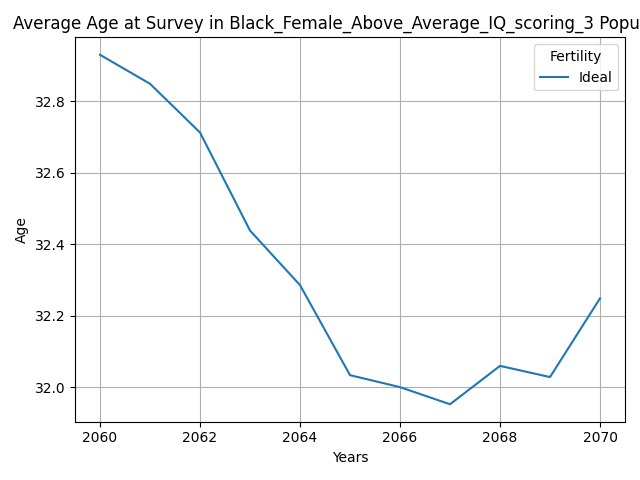 Average Age at Survey in Black_Female_Above_Average_IQ_scoring_3 Popu
Fertility
Ideal
32.8
32.6
32.4
32.2
32.0
Age
2060 2062 2064 2066 2068 2070
Years